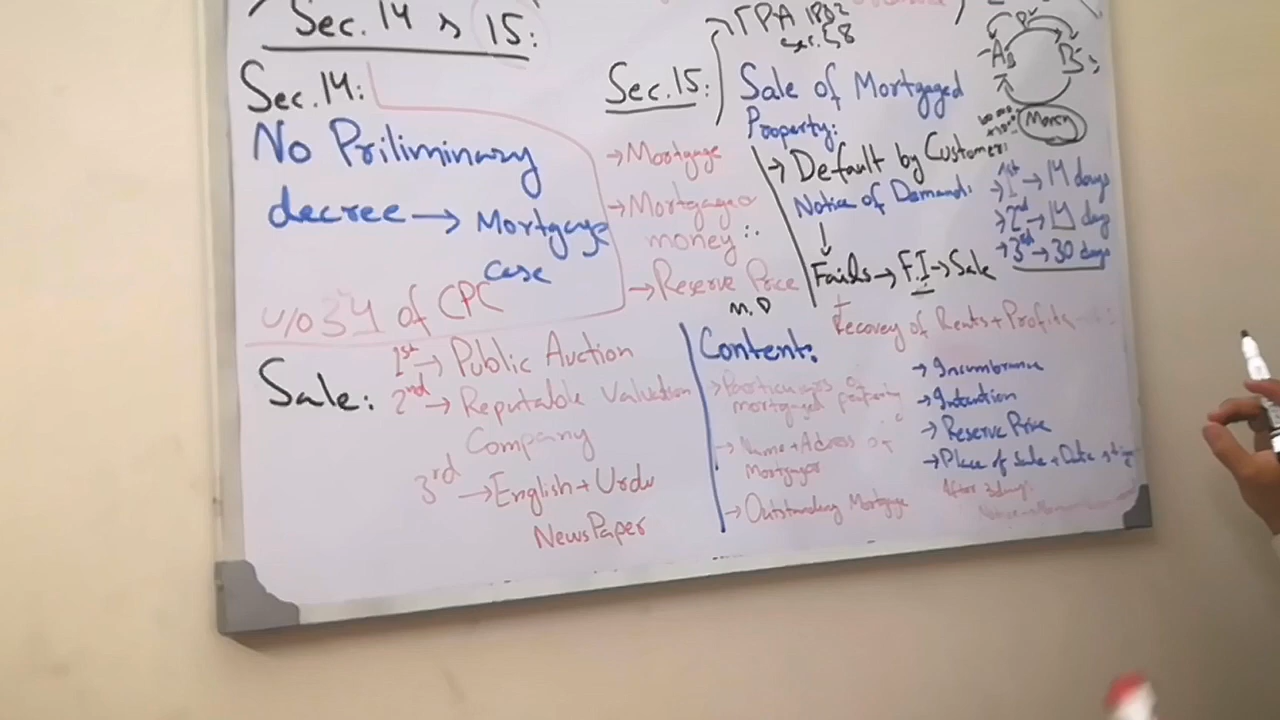 Sec. 14 & 15:
Sec. 14:
No Priliminary
decree → Mortgage
case
u/o 34 of CPC
TPA 1882
sec. 58
Sec. 15:
→ Mortgage
→ Mortgage
money
→ Reserve Price
Sale of Mortgaged
Property:
→ Default by Customer:
Notice of Demand:
→ 1st → 14 days
→ 2nd → 14 day
→ 3rd → 30 days
↓
Fails → F.I → Sale
+
Recovey of Rents + Profits
A B
Money
Sale:
1st → Public Auction
2nd → Reputable Valuation
Company
3rd → English + Urdu
NewsPaper
N.D
Content:
→ Particulars of
mortgaged property
→ Name + Adress of
Mortgagor
→ Outstanding Mortgage
→ Incumbrance
→ Intention
→ Reserve Price
→ Place of Sale + Date + time
After 3 days: